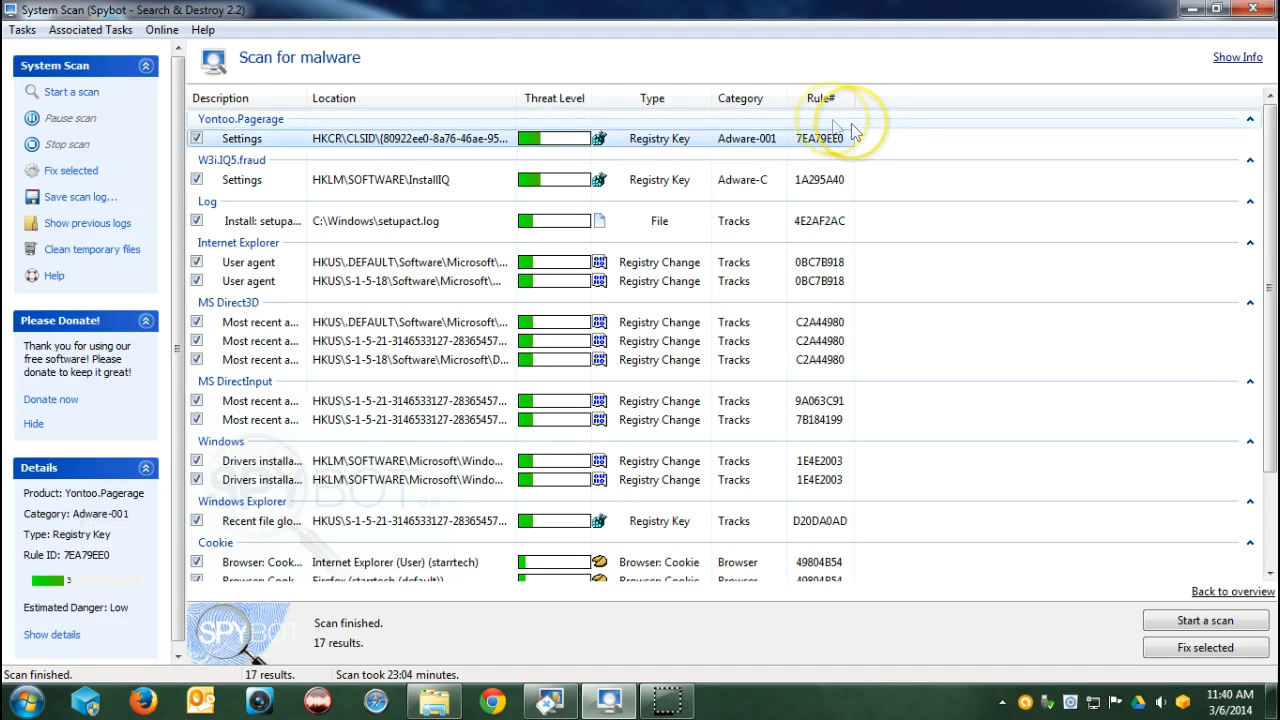 System Scan (Spybot - Search & Destroy 2.2)
Tasks Associated Tasks Online Help
System Scan
Start a scan
Pause scan
Stop scan
Fix selected
Save scan log...
Show previous logs
Clean temporary files
Help
Please Donate!
Thank you for using our
free software! Please
donate to keep it great!
Donate now
Hide
Details
Product: Yontoo.Pagerage
Category: Adware-001
Type: Registry Key
Rule ID: 7EA79EE0
3
Estimated Danger: Low
Show details
Scan for malware
Show Info
Description Location Threat Level Type Category Rule#
Yontoo.Pagerage
Settings HKCR\CLSID\{80922ee0-8a76-46ae-95... Registry Key Adware-001 7EA79EE0
W3i.IQ5.fraud
Settings HKLM\SOFTWARE\InstallIQ Registry Key Adware-C 1A295A40
Log
Install: setupa... C:\Windows\setupact.log File Tracks 4E2AF2AC
Internet Explorer
User agent HKUS\.DEFAULT\Software\Microsoft\... Registry Change Tracks 0BC7B918
User agent HKUS\S-1-5-18\Software\Microsoft\... Registry Change Tracks 0BC7B918
MS Direct3D
Most recent a... HKUS\.DEFAULT\Software\Microsoft\... Registry Change Tracks C2A44980
Most recent a... HKUS\S-1-5-21-3146533127-28365457... Registry Change Tracks C2A44980
Most recent a... HKUS\S-1-5-18\Software\Microsoft\D... Registry Change Tracks C2A44980
MS DirectInput
Most recent a... HKUS\S-1-5-21-3146533127-28365457... Registry Change Tracks 9A063C91
Most recent a... HKUS\S-1-5-21-3146533127-28365457... Registry Change Tracks 7B184199
Windows
Drivers installa... HKLM\SOFTWARE\Microsoft\Windo... Registry Change Tracks 1E4E2003
Drivers installa... HKLM\SOFTWARE\Microsoft\Windo... Registry Change Tracks 1E4E2003
Windows Explorer
Recent file glo... HKUS\S-1-5-21-3146533127-28365457... Registry Key Tracks D20DA0AD
Cookie
Browser: Cook... Internet Explorer (User) (starrtech) Browser: Cookie Browser 49804B54
Browser: Cook... Firefox (starrtech (default)) Browser: Cookie Browser 49804B54
SPYBOT
Back to overview
SPYBOT
Scan finished.
17 results.
Start a scan
Fix selected
Scan finished. 17 results. Scan took 23:04 minutes.
11:40 AM
3/6/2014